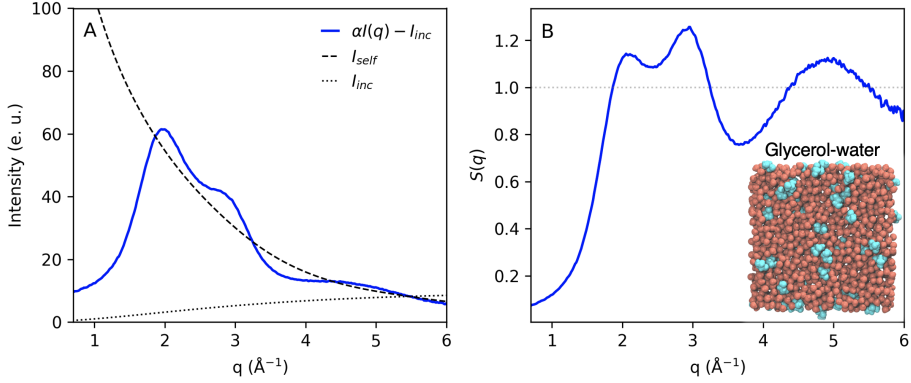 A
αI(q) − I_inc
I_self
I_inc
100
80
60
40
20
0
1 2 3 4 5 6
Intensity (e. u.)
q (Å⁻¹)
B
1.2
1.0
0.8
0.6
0.4
0.2
1 2 3 4 5 6
S(q)
q (Å⁻¹)
Glycerol-water